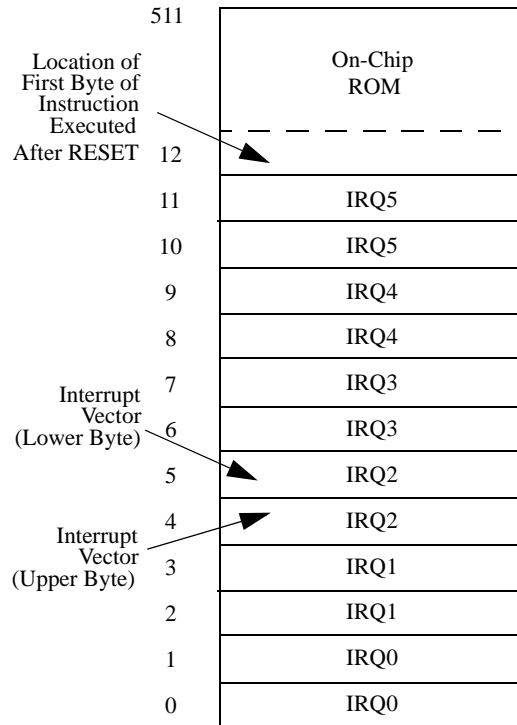 511
Location of
First Byte of
Instruction
Executed
After RESET
On-Chip
ROM
12
11 IRQ5
10 IRQ5
9 IRQ4
8 IRQ4
7 IRQ3
Interrupt
Vector
(Lower Byte)
6 IRQ3
5 IRQ2
4 IRQ2
Interrupt
Vector
(Upper Byte)
3 IRQ1
2 IRQ1
1 IRQ0
0 IRQ0